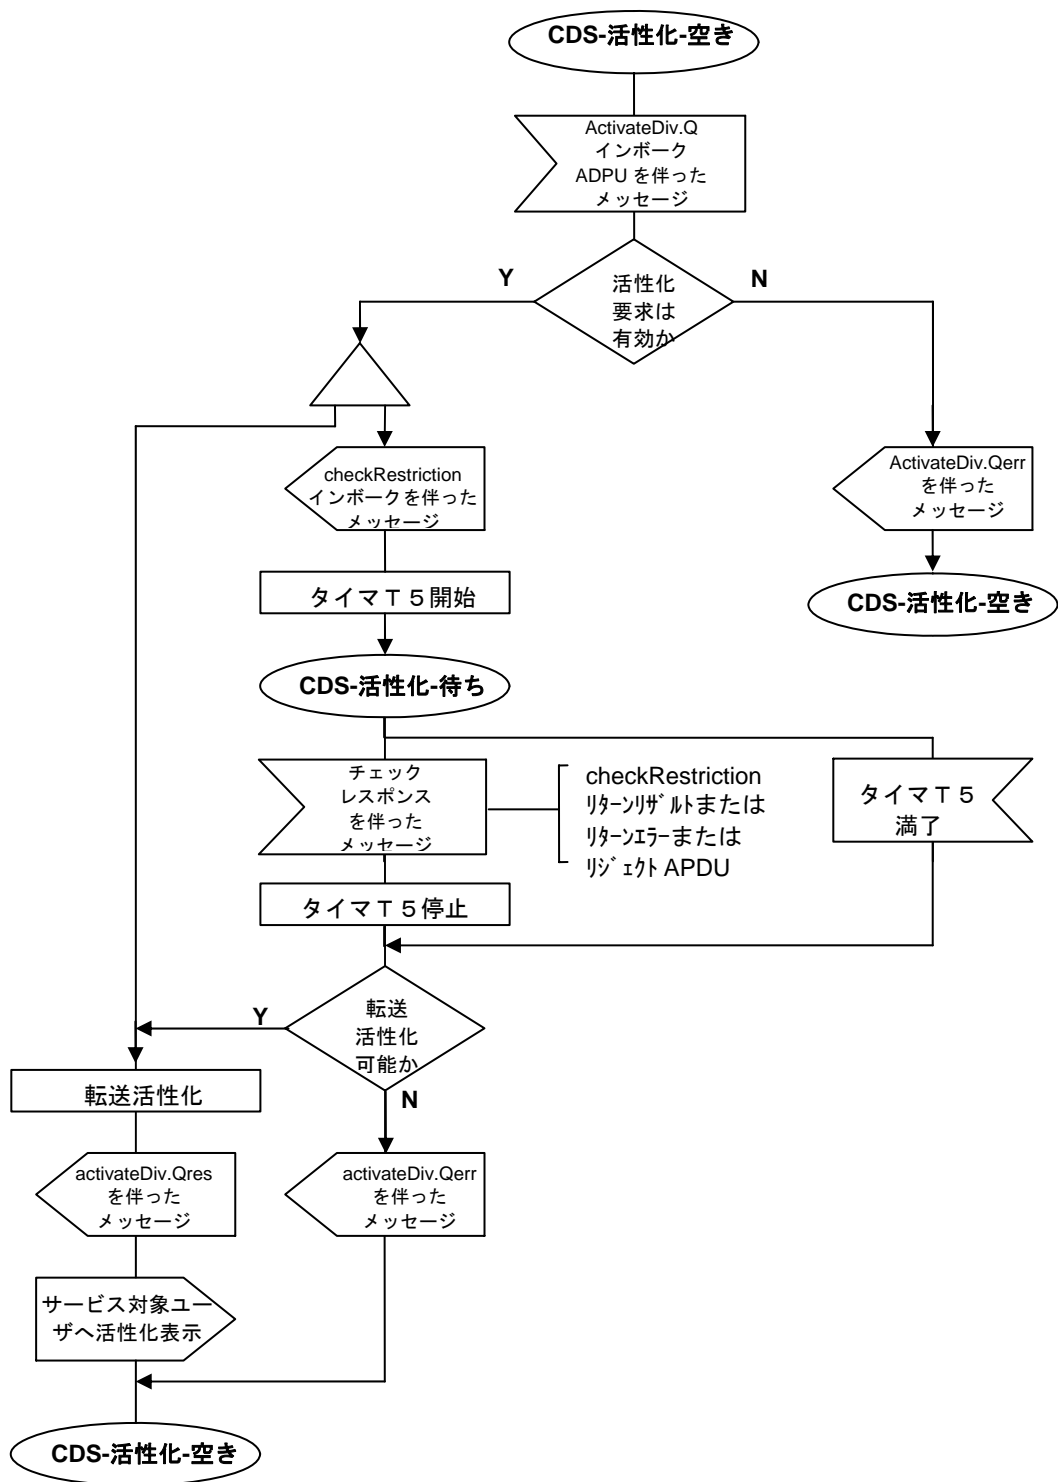 CDS-活性化-空き
ActivateDiv.Q
インボーク
ADPU を伴った
メッセージ
Y
N
活性化
要求は
有効か
checkRestriction
インボークを伴った
メッセージ
ActivateDiv.Qerr
を伴った
メッセージ
タイマT5開始
CDS-活性化-空き
CDS-活性化-待ち
チェック
レスポンス
を伴った
メッセージ
checkRestriction
ﾘﾀｰﾝﾘｻﾞﾙﾄまたは
ﾘﾀｰﾝｴﾗｰまたは
ﾘｼﾞｪｸﾄ APDU
タイマT5
満了
タイマT5停止
Y
転送
活性化
可能か
N
転送活性化
activateDiv.Qres
を伴った
メッセージ
activateDiv.Qerr
を伴った
メッセージ
サービス対象ユー
ザへ活性化表示
CDS-活性化-空き